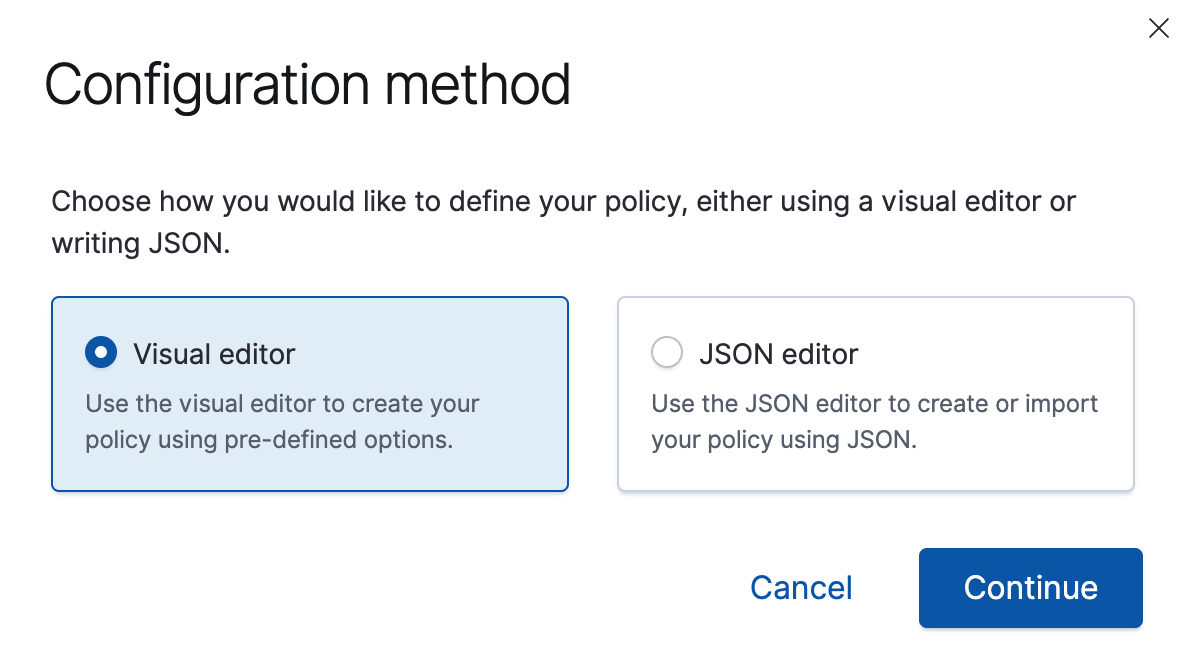 Configuration method
Choose how you would like to define your policy, either using a visual editor or
writing JSON.
Visual editor
Use the visual editor to create your
policy using pre-defined options.
JSON editor
Use the JSON editor to create or import
your policy using JSON.
Cancel
Continue